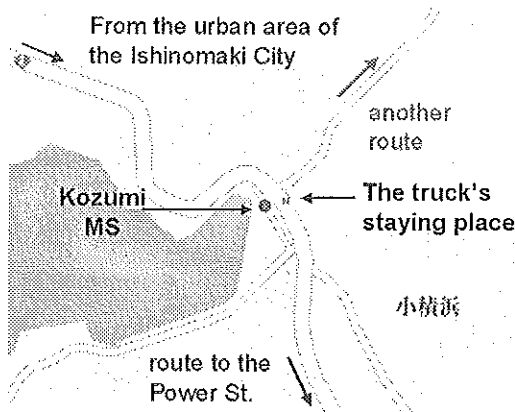 From the urban area of
the Ishinomaki City
another
route
Kozumi
MS
The truck's
staying place
小積浜
route to the
Power St.